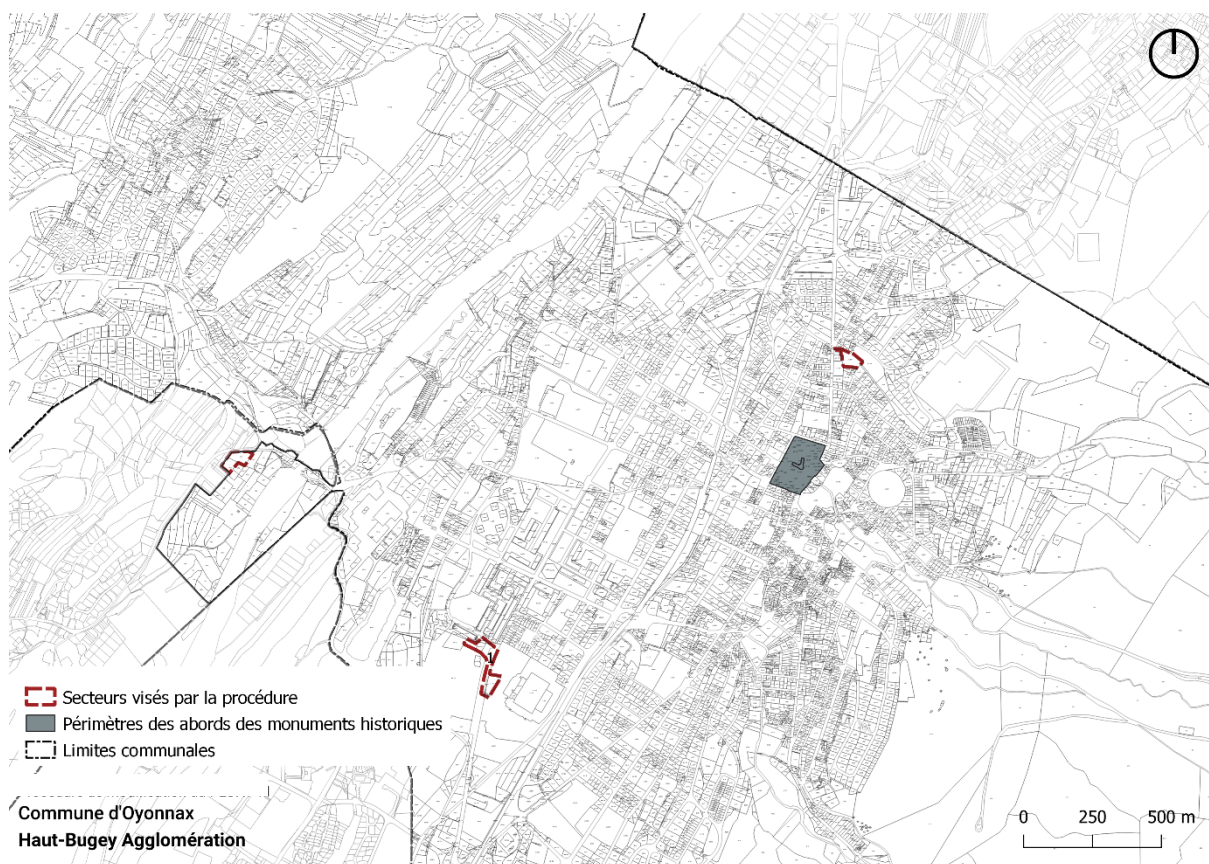 1
Secteurs visés par la procédure
Périmètres des abords des monuments historiques
Limites communales
Commune d'Oyonnax
Haut-Bugey Agglomération
0 250 500 m